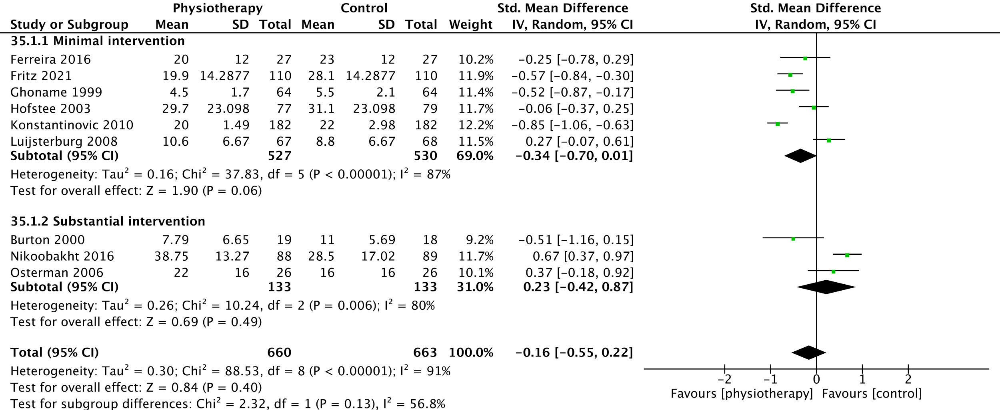 Physiotherapy Control Std. Mean Difference Std. Mean Difference
Study or Subgroup Mean SD Total Mean SD Total Weight IV, Random, 95% CI IV, Random, 95% CI
35.1.1 Minimal intervention
Ferreira 2016 20 12 27 23 12 27 10.2% −0.25 [−0.78, 0.29]
Fritz 2021 19.9 14.2877 110 28.1 14.2877 110 11.9% −0.57 [−0.84, −0.30]
Ghoname 1999 4.5 1.7 64 5.5 2.1 64 11.4% −0.52 [−0.87, −0.17]
Hofstee 2003 29.7 23.098 77 31.1 23.098 79 11.7% −0.06 [−0.37, 0.25]
Konstantinovic 2010 20 1.49 182 22 2.98 182 12.2% −0.85 [−1.06, −0.63]
Luijsterburg 2008 10.6 6.67 67 8.8 6.67 68 11.5% 0.27 [−0.07, 0.61]
Subtotal (95% CI) 527 530 69.0% −0.34 [−0.70, 0.01]
Heterogeneity: Tau² = 0.16; Chi² = 37.83, df = 5 (P < 0.00001); I² = 87%
Test for overall effect: Z = 1.90 (P = 0.06)
35.1.2 Substantial intervention
Burton 2000 7.79 6.65 19 11 5.69 18 9.2% −0.51 [−1.16, 0.15]
Nikoobakht 2016 38.75 13.27 88 28.5 17.02 89 11.7% 0.67 [0.37, 0.97]
Osterman 2006 22 16 26 16 16 26 10.1% 0.37 [−0.18, 0.92]
Subtotal (95% CI) 133 133 31.0% 0.23 [−0.42, 0.87]
Heterogeneity: Tau² = 0.26; Chi² = 10.24, df = 2 (P = 0.006); I² = 80%
Test for overall effect: Z = 0.69 (P = 0.49)
Total (95% CI) 660 663 100.0% −0.16 [−0.55, 0.22]
Heterogeneity: Tau² = 0.30; Chi² = 88.53, df = 8 (P < 0.00001); I² = 91%
Test for overall effect: Z = 0.84 (P = 0.40)
Test for subgroup differences: Chi² = 2.32, df = 1 (P = 0.13), I² = 56.8%
−2 −1 0 1 2
Favours [physiotherapy] Favours [control]